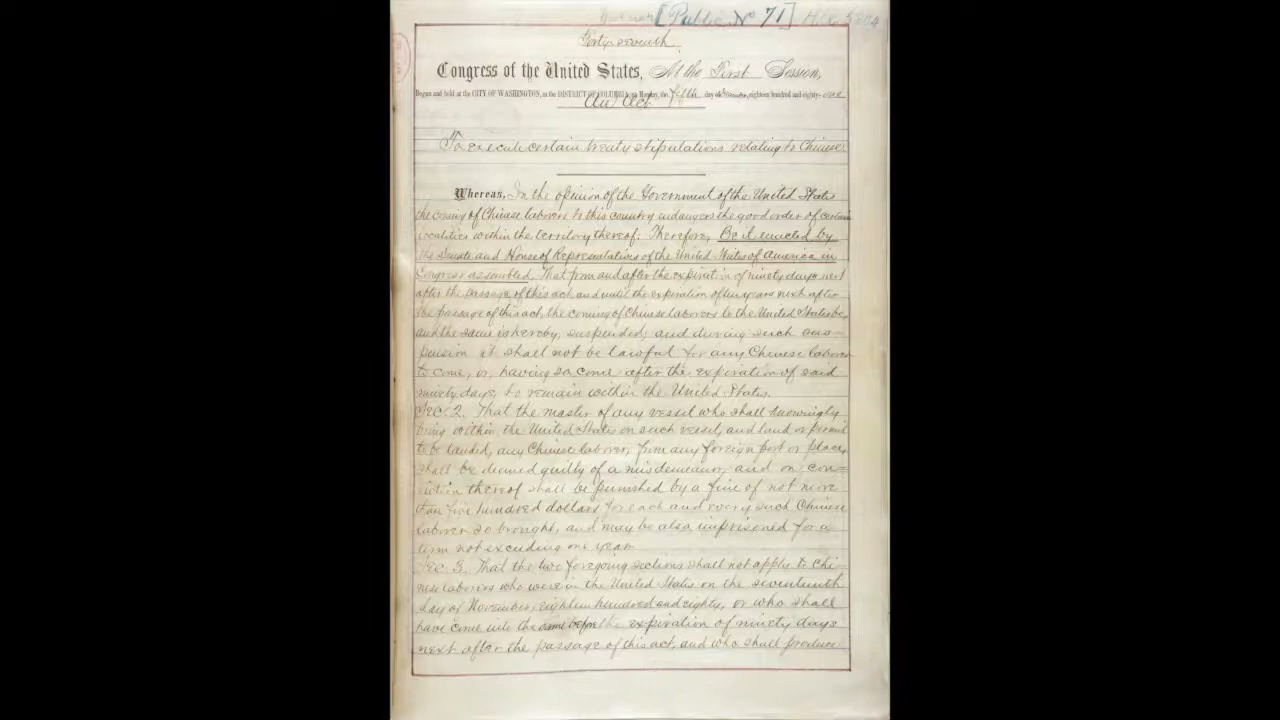 [Public No 71] H.R. 5804
Forty-seventh
Congress of the United States, At the First Session,
Begun and held at the CITY OF WASHINGTON, in the DISTRICT OF COLUMBIA, on Monday, the fifth day of December, eighteen hundred and eighty-one
An Act
To execute certain treaty stipulations relating to Chinese.
Whereas, In the opinion of the Government of the United States
the coming of Chinese laborers to this country endangers the good order of certain
localities within the territory thereof: Therefore, Be it enacted by
the Senate and House of Representatives of the United States of America in
Congress assembled, That from and after the expiration of ninety days next
after the passage of this act, and until the expiration of ten years next after
the passage of this act, the coming of Chinese laborers to the United States be,
and the same is hereby, suspended; and during such sus-
pension it shall not be lawful for any Chinese laborer
to come, or, having so come after the expiration of said
ninety days, to remain within the United States.
SEC. 2. That the master of any vessel who shall knowingly
bring within the United States on such vessel, and land or permit
to be landed, any Chinese laborer, from any foreign port or place,
shall be deemed guilty of a misdemeanor, and on con-
viction thereof shall be punished by a fine of not more
than five hundred dollars for each and every such Chinese
laborer so brought, and may be also imprisoned for a
term not exceeding one year.
SEC. 3. That the two foregoing sections shall not apply to Chi-
nese laborers who were in the United States on the seventeenth
day of November, eighteen hundred and eighty, or who shall
have come into the same before the expiration of ninety days
next after the passage of this act, and who shall produce